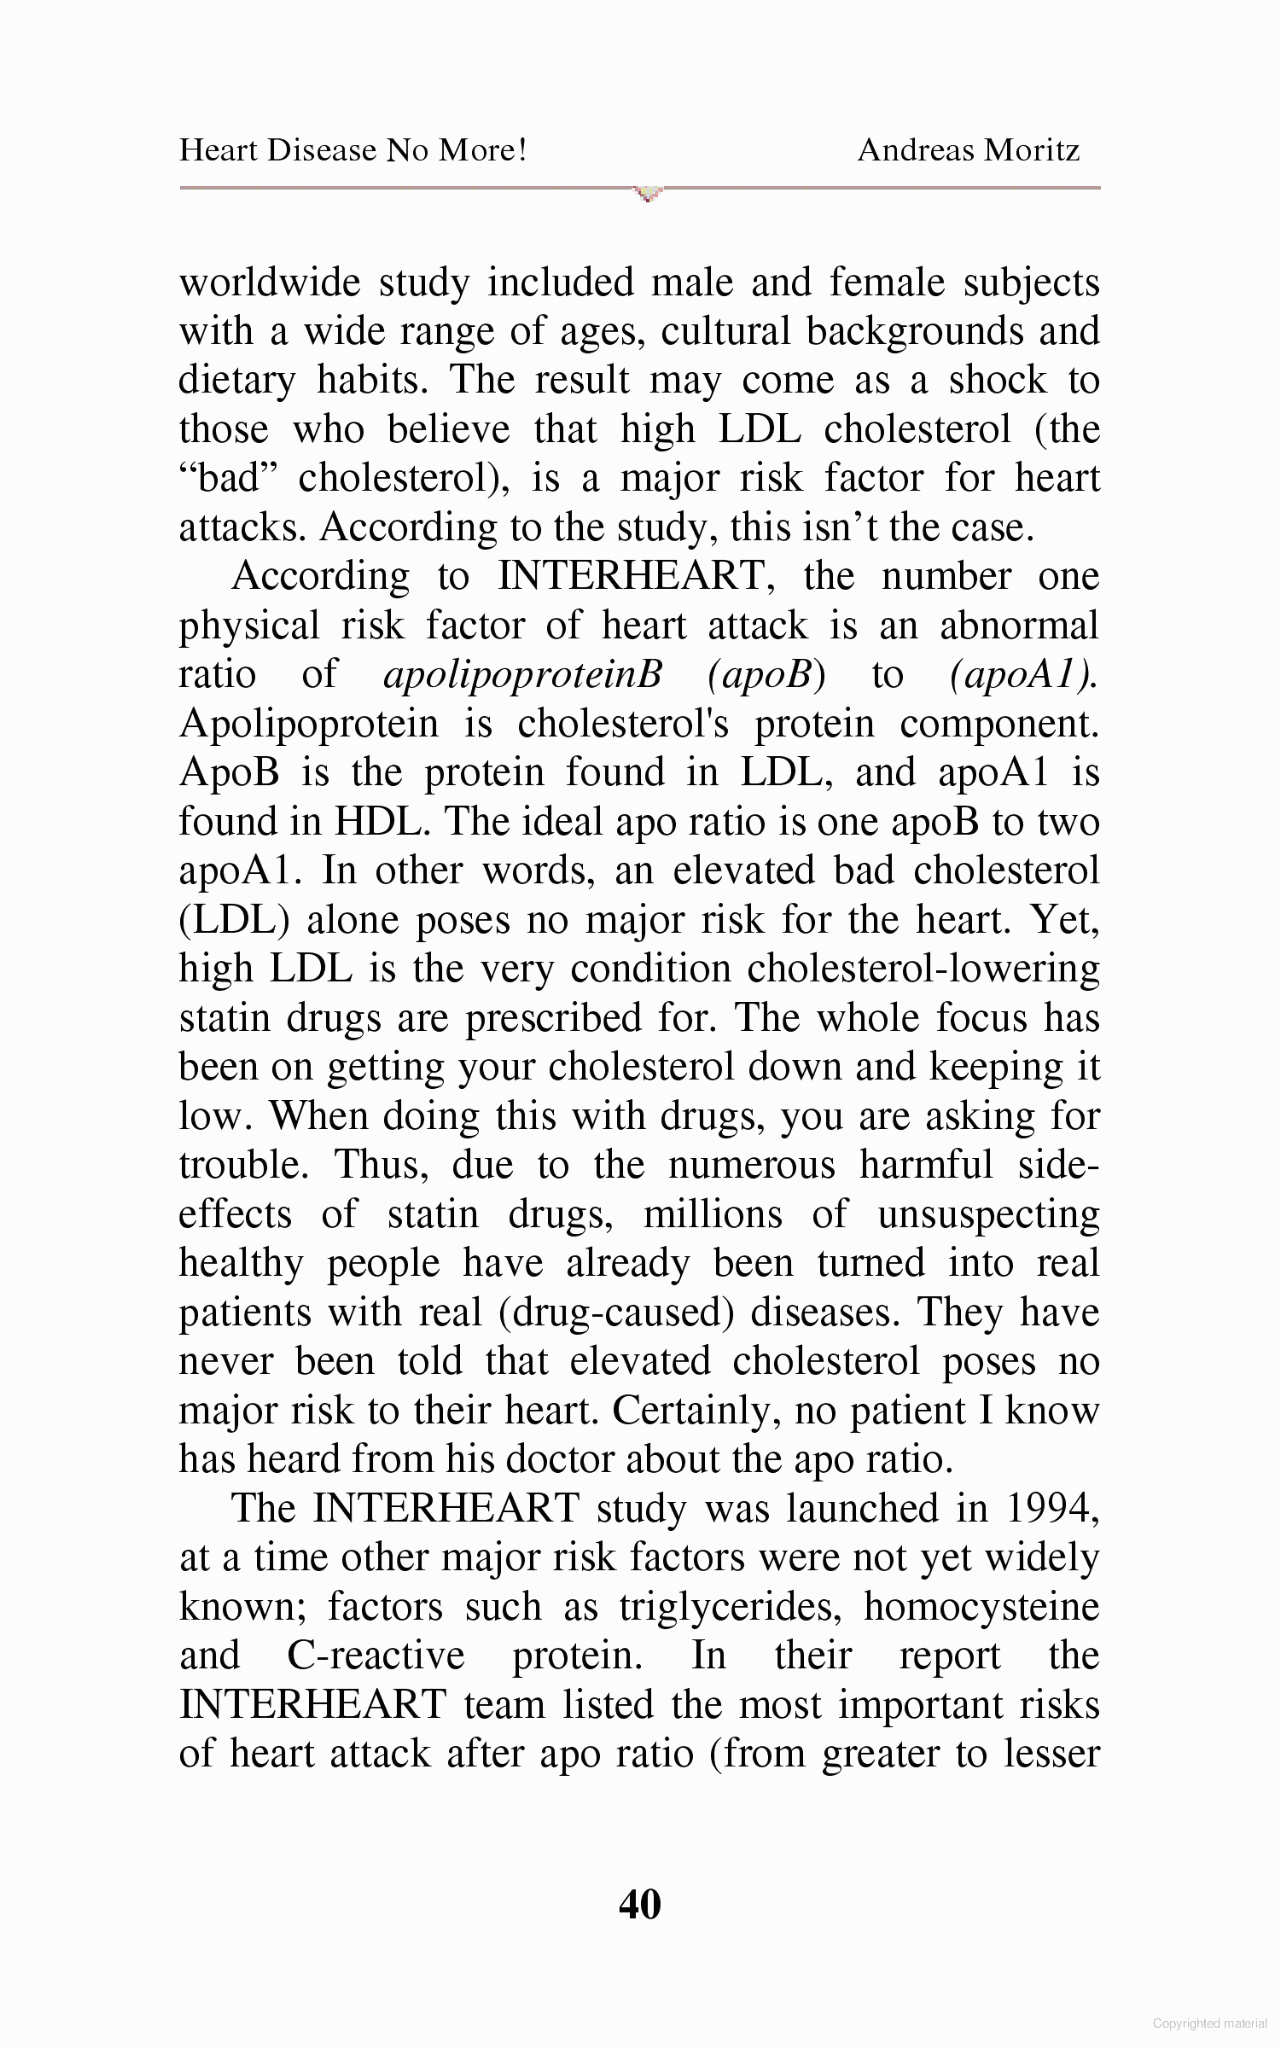 Heart Disease No More! Andreas Moritz
worldwide study included male and female subjects
with a wide range of ages, cultural backgrounds and
dietary habits. The result may come as a shock to
those who believe that high LDL cholesterol (the
“bad” cholesterol), is a major risk factor for heart
attacks. According to the study, this isn’t the case.
According to INTERHEART, the number one
physical risk factor of heart attack is an abnormal
ratio of apolipoproteinB (apoB) to (apoA1).
Apolipoprotein is cholesterol's protein component.
ApoB is the protein found in LDL, and apoA1 is
found in HDL. The ideal apo ratio is one apoB to two
apoA1. In other words, an elevated bad cholesterol
(LDL) alone poses no major risk for the heart. Yet,
high LDL is the very condition cholesterol-lowering
statin drugs are prescribed for. The whole focus has
been on getting your cholesterol down and keeping it
low. When doing this with drugs, you are asking for
trouble. Thus, due to the numerous harmful side-
effects of statin drugs, millions of unsuspecting
healthy people have already been turned into real
patients with real (drug-caused) diseases. They have
never been told that elevated cholesterol poses no
major risk to their heart. Certainly, no patient I know
has heard from his doctor about the apo ratio.
The INTERHEART study was launched in 1994,
at a time other major risk factors were not yet widely
known; factors such as triglycerides, homocysteine
and C-reactive protein. In their report the
INTERHEART team listed the most important risks
of heart attack after apo ratio (from greater to lesser
40
Copyrighted material